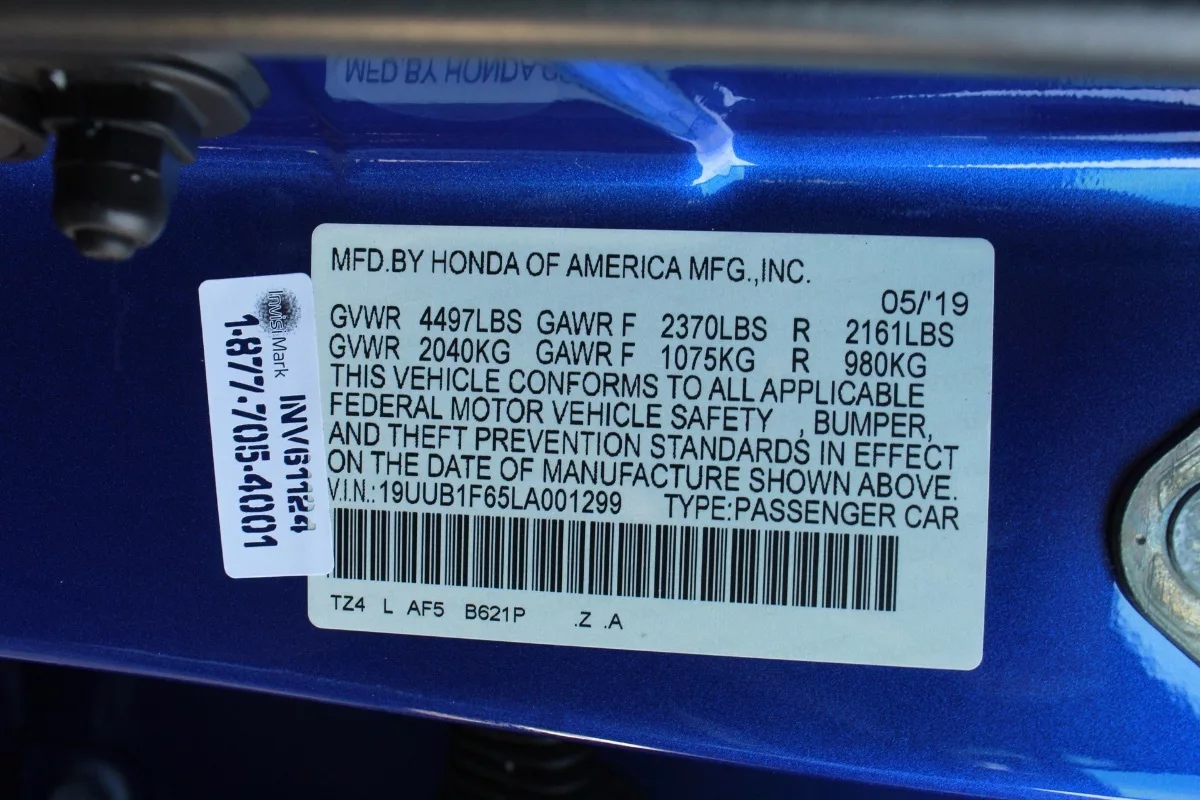 MFD.BY HONDA
MFD.BY HONDA OF AMERICA MFG.,INC.
05/'19
GVWR 4497LBS GAWR F 2370LBS R 2161LBS
GVWR 2040KG GAWR F 1075KG R 980KG
THIS VEHICLE CONFORMS TO ALL APPLICABLE
FEDERAL MOTOR VEHICLE SAFETY , BUMPER,
AND THEFT PREVENTION STANDARDS IN EFFECT
ON THE DATE OF MANUFACTURE SHOWN ABOVE.
V.I.N.:19UUB1F65LA001299 TYPE:PASSENGER CAR
TZ4 L AF5 B621P .Z .A
InvisiMark
INV61124
1.877.705.4001